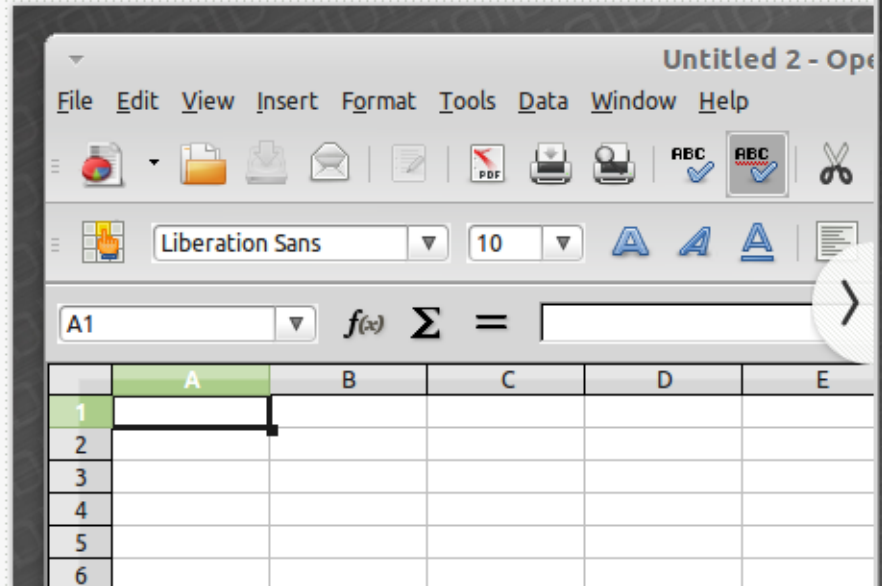 Untitled 2 - Ope
File Edit View Insert Format Tools Data Window Help
PDF ABC ABC
Liberation Sans 10 A A A
A1 f(x) Σ =
A B C D E
1
2
3
4
5
6